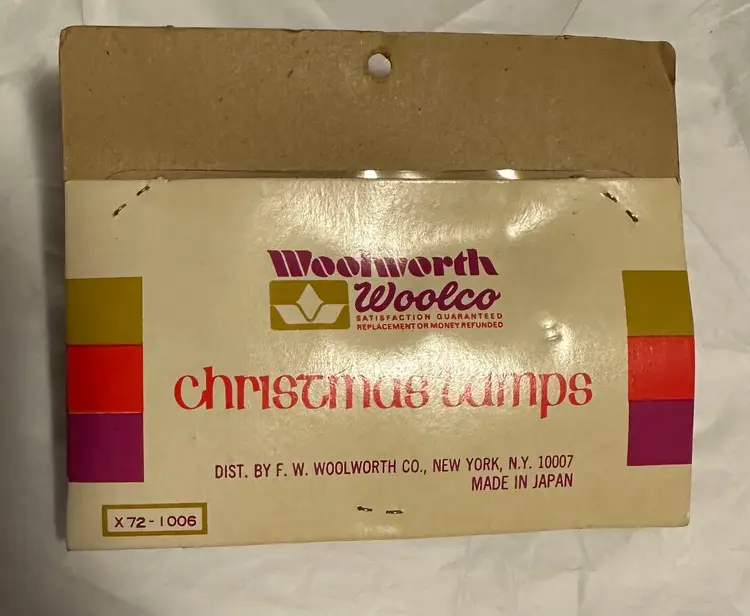 Woolworth
Woolco
SATISFACTION GUARANTEED
REPLACEMENT OR MONEY REFUNDED
christmas lamps
DIST. BY F. W. WOOLWORTH CO., NEW YORK, N.Y. 10007
MADE IN JAPAN
X72-1006